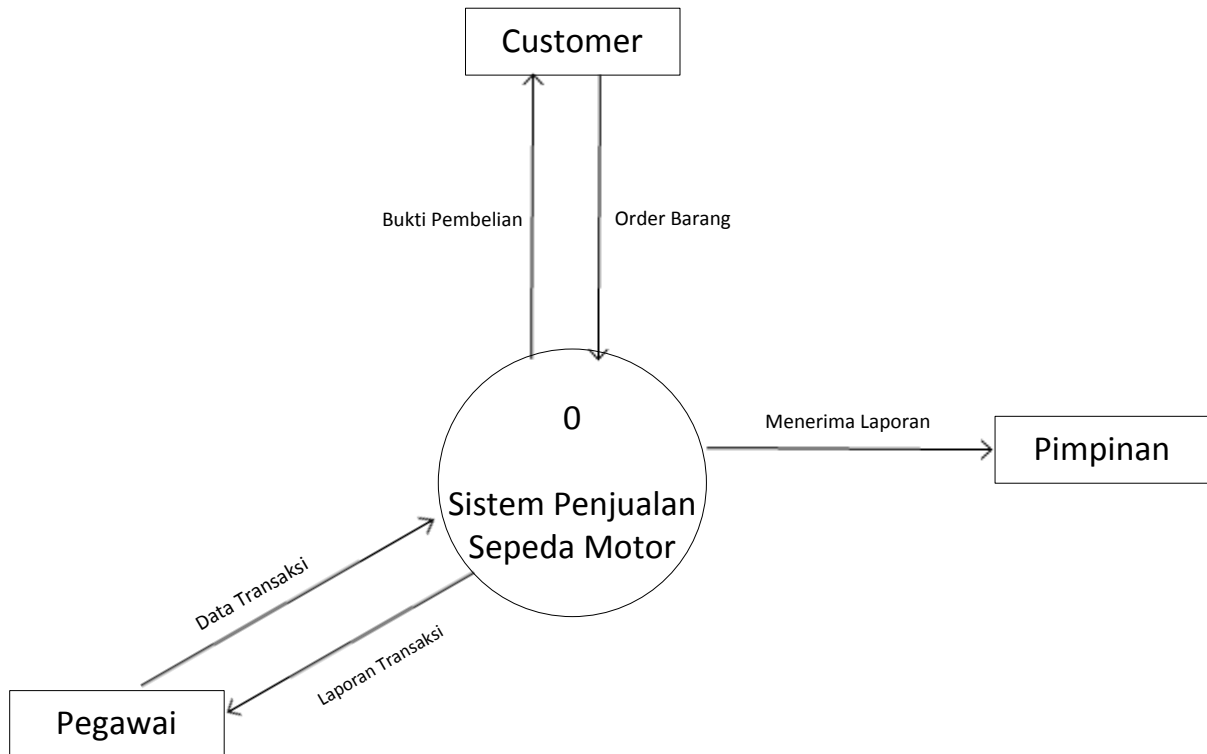 Customer
Bukti Pembelian
Order Barang
0
Menerima Laporan
Pimpinan
Sistem Penjualan
Sepeda Motor
Data Transaksi
Laporan Transaksi
Pegawai